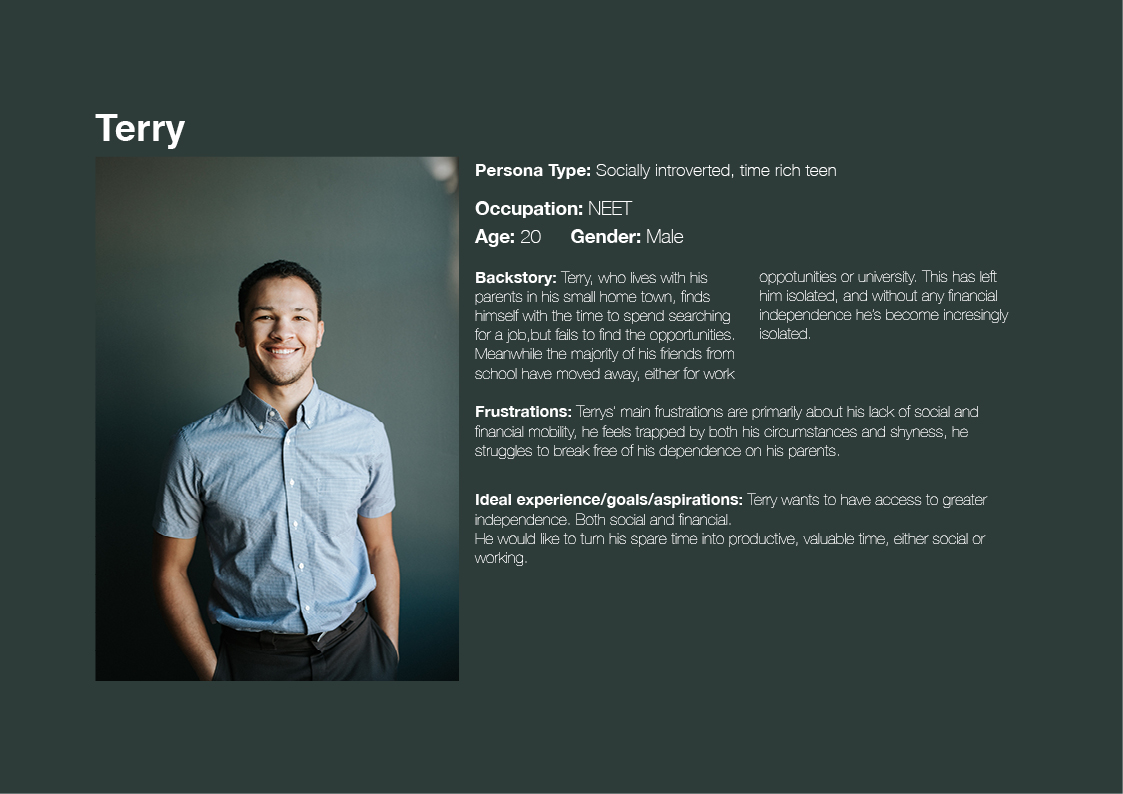 Terry
Persona Type: Socially introverted, time rich teen
Occupation: NEET
Age: 20 Gender: Male
Backstory: Terry, who lives with his
parents in his small home town, finds
himself with the time to spend searching
for a job,but fails to find the opportunities.
Meanwhile the majority of his friends from
school have moved away, either for work
oppotunities or university. This has left
him isolated, and without any financial
independence he's become incresingly
isolated.
Frustrations: Terrys' main frustrations are primarily about his lack of social and
financial mobility, he feels trapped by both his circumstances and shyness, he
struggles to break free of his dependence on his parents.
Ideal experience/goals/aspirations: Terry wants to have access to greater
independence. Both social and financial.
He would like to turn his spare time into productive, valuable time, either social or
working.